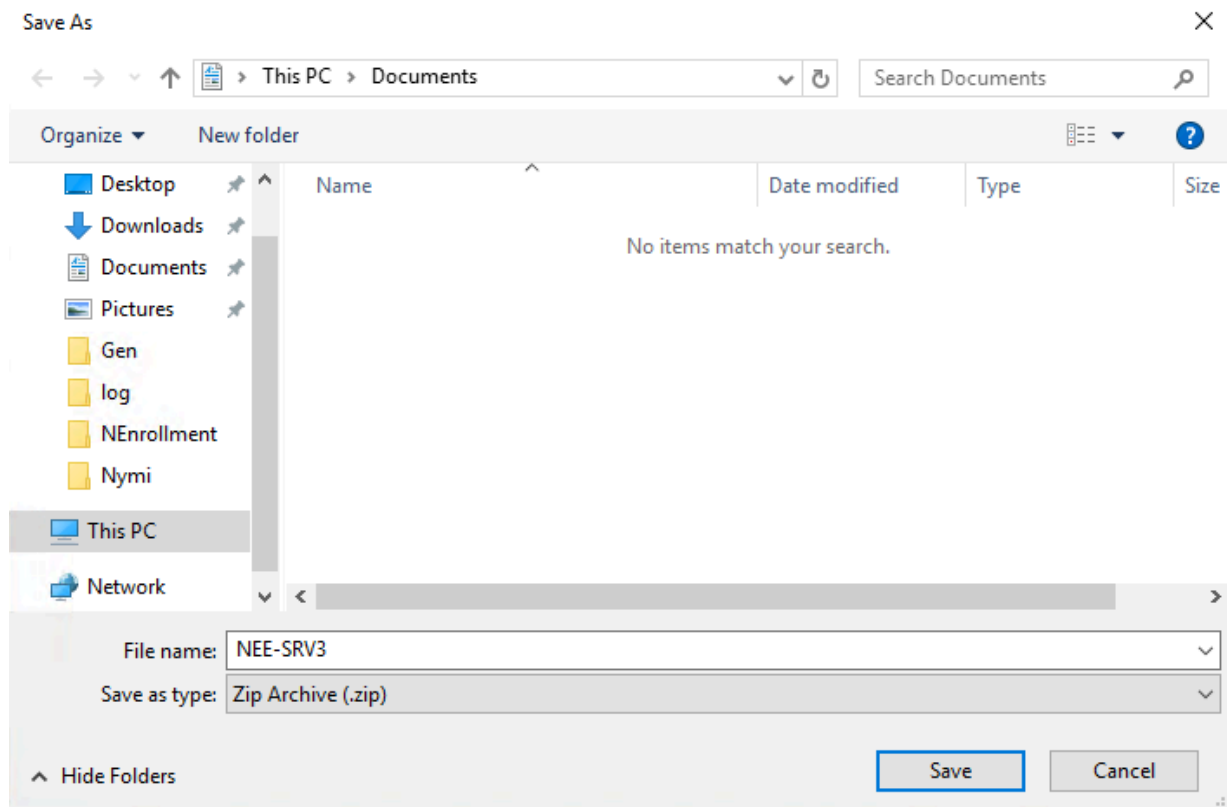 Save As
This PC > Documents
Search Documents
Organize
New folder
Name
Date modified
Type
Size
No items match your search.
Desktop
Downloads
Documents
Pictures
Gen
log
NEnrollment
Nymi
This PC
Network
File name: NEE-SRV3
Save as type: Zip Archive (.zip)
Hide Folders
Save
Cancel